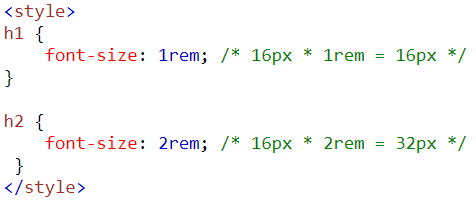 <style>
h1 {
    font-size: 1rem; /* 16px * 1rem = 16px */
}

h2 {
    font-size: 2rem; /* 16px * 2rem = 32px */
 }
</style>